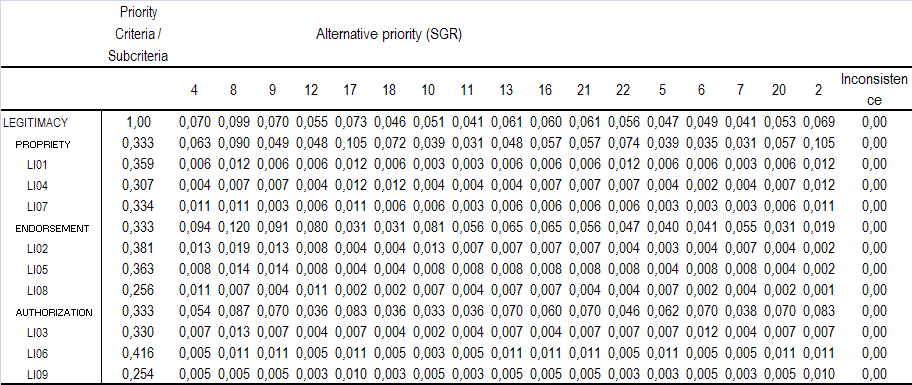 Priority
Criteria /
Subcriteria
Alternative priority (SGR)
4 8 9 12 17 18 10 11 13 16 21 22 5 6 7 20 2 Inconsisten
ce
LEGITIMACY 1,00 0,070 0,099 0,070 0,055 0,073 0,046 0,051 0,041 0,061 0,060 0,061 0,056 0,047 0,049 0,041 0,053 0,069 0,00
PROPRIETY 0,333 0,063 0,090 0,049 0,048 0,105 0,072 0,039 0,031 0,048 0,057 0,057 0,074 0,039 0,035 0,031 0,057 0,105 0,00
LI01 0,359 0,006 0,012 0,006 0,006 0,012 0,006 0,003 0,003 0,006 0,006 0,006 0,012 0,006 0,006 0,003 0,006 0,012 0,00
LI04 0,307 0,004 0,007 0,007 0,004 0,012 0,012 0,004 0,004 0,004 0,007 0,007 0,007 0,004 0,002 0,004 0,007 0,012 0,00
LI07 0,334 0,011 0,011 0,003 0,006 0,011 0,006 0,006 0,003 0,006 0,006 0,006 0,006 0,003 0,003 0,003 0,006 0,011 0,00
ENDORSEMENT 0,333 0,094 0,120 0,091 0,080 0,031 0,031 0,081 0,056 0,065 0,065 0,056 0,047 0,040 0,041 0,055 0,031 0,019 0,00
LI02 0,381 0,013 0,019 0,013 0,008 0,004 0,004 0,013 0,007 0,007 0,007 0,007 0,004 0,003 0,004 0,007 0,004 0,002 0,00
LI05 0,363 0,008 0,014 0,014 0,008 0,004 0,004 0,008 0,008 0,008 0,008 0,008 0,008 0,004 0,008 0,008 0,004 0,002 0,00
LI08 0,256 0,011 0,007 0,004 0,011 0,002 0,002 0,007 0,004 0,007 0,007 0,004 0,004 0,007 0,002 0,004 0,002 0,001 0,00
AUTHORIZATION 0,333 0,054 0,087 0,070 0,036 0,083 0,036 0,033 0,036 0,070 0,060 0,070 0,046 0,062 0,070 0,038 0,070 0,083 0,00
LI03 0,330 0,007 0,013 0,007 0,004 0,007 0,004 0,002 0,004 0,007 0,004 0,007 0,007 0,007 0,012 0,004 0,007 0,007 0,00
LI06 0,416 0,005 0,011 0,011 0,005 0,011 0,005 0,003 0,005 0,011 0,011 0,011 0,005 0,011 0,005 0,005 0,011 0,011 0,00
LI09 0,254 0,005 0,005 0,005 0,003 0,010 0,003 0,005 0,003 0,005 0,005 0,005 0,003 0,003 0,005 0,003 0,005 0,010 0,00